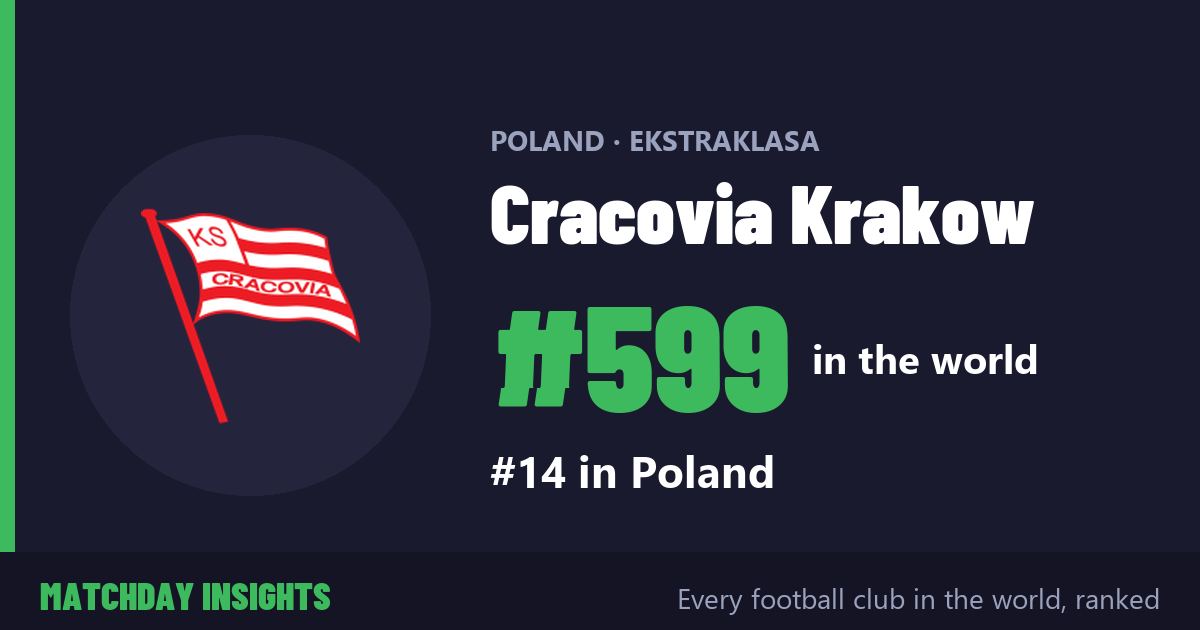 POLAND · EKSTRAKLASA
Cracovia Krakow
KS
CRACOVIA
#599 in the world
#14 in Poland
MATCHDAY INSIGHTS
Every football club in the world, ranked